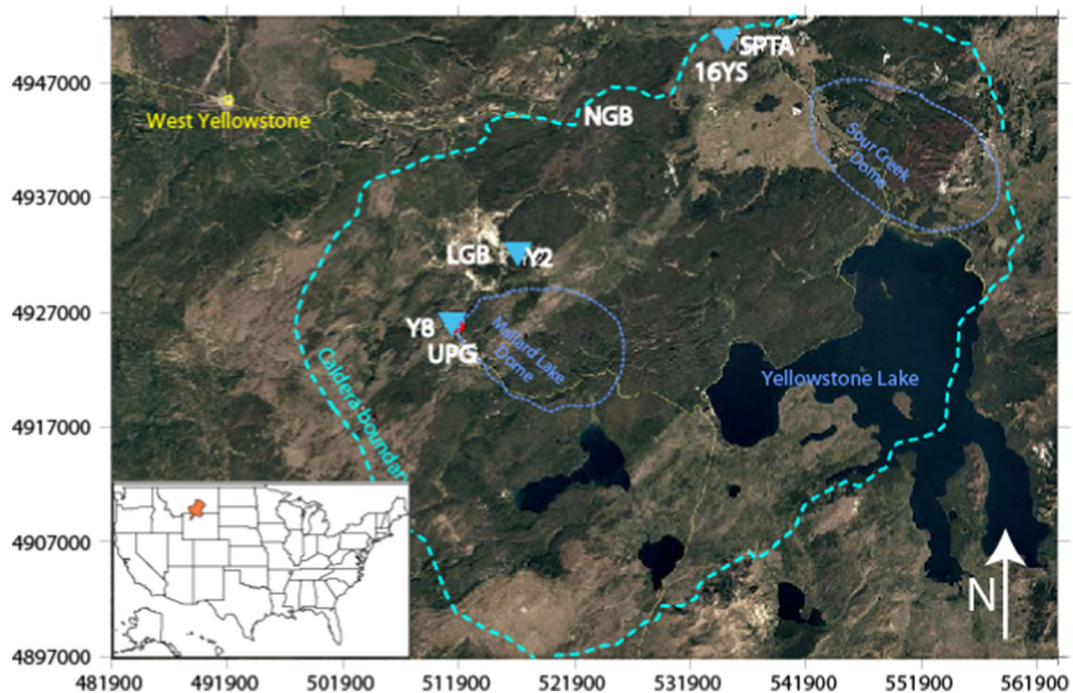 SPTA
4947000
16YS
West Yellowstone
NGB
Sour Creek
Dome
4937000
LGB
Y2
4927000
Y8
UPG
Mallard Lake
Dome
Yellowstone Lake
4917000
Caldera boundar
4907000
N
4897000
481900
491900
501900
511900
521900
531900
541900
551900
561900